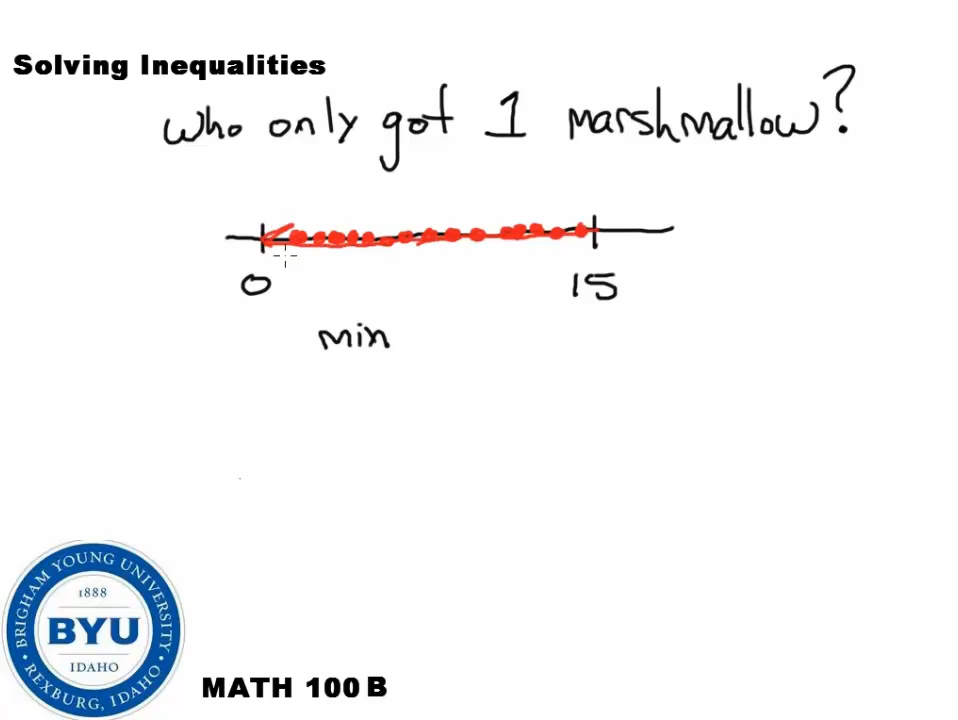 Solving Inequalities
who only got 1 marshmallow?
0 15
min
BRIGHAM YOUNG UNIVERSITY
1888
BYU
IDAHO
REXBURG, IDAHO
MATH 100 B